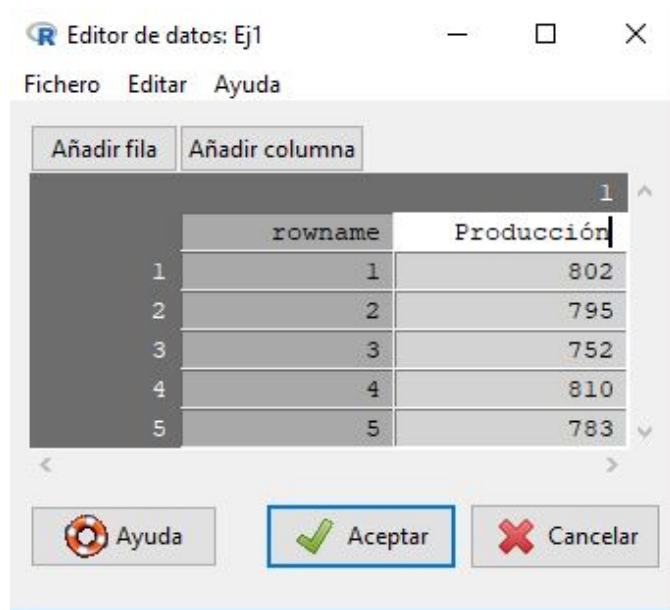 R Editor de datos: Ej1
Fichero Editar Ayuda
Añadir fila Añadir columna
1
rowname Producción
1 1 802
2 2 795
3 3 752
4 4 810
5 5 783
Ayuda Aceptar Cancelar